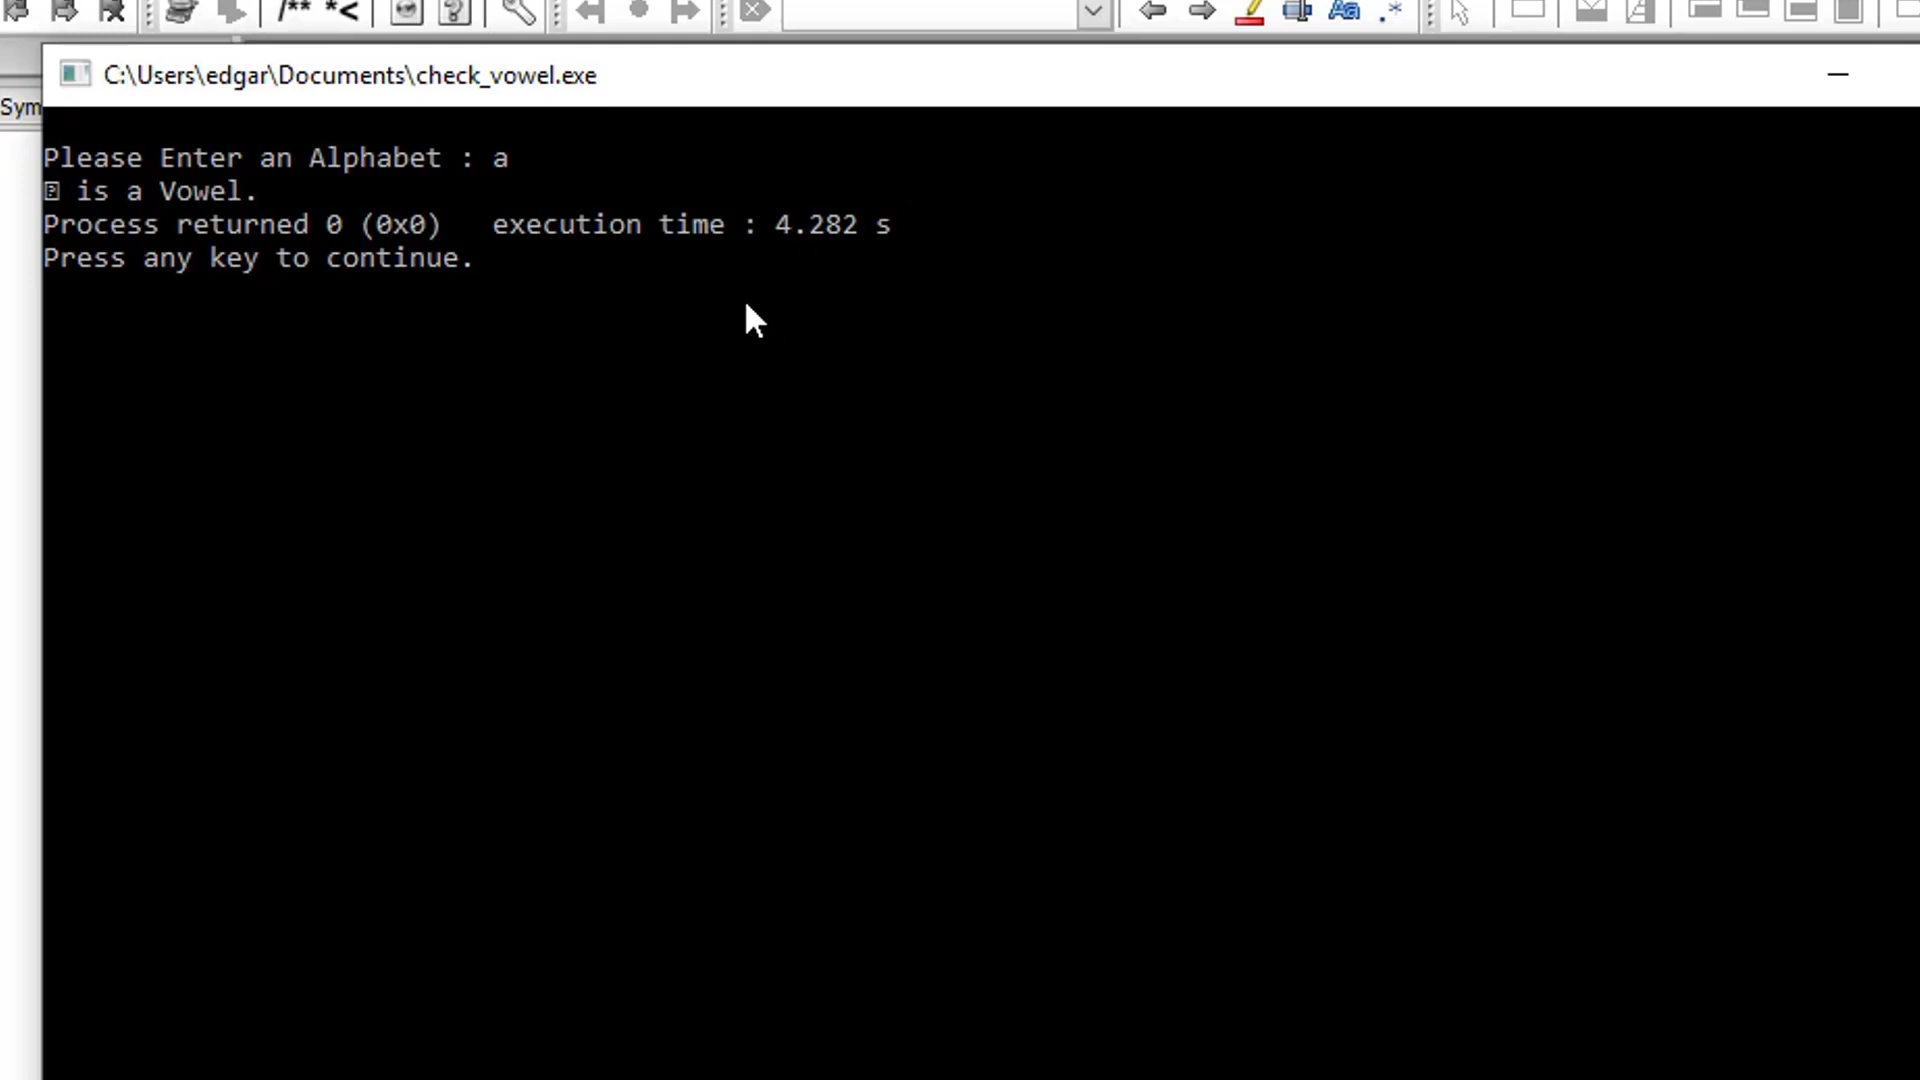 /** *<
Aa .*
C:\Users\edgar\Documents\check_vowel.exe
Sym
Please Enter an Alphabet : a
is a Vowel.
Process returned 0 (0x0)   execution time : 4.282 s
Press any key to continue.